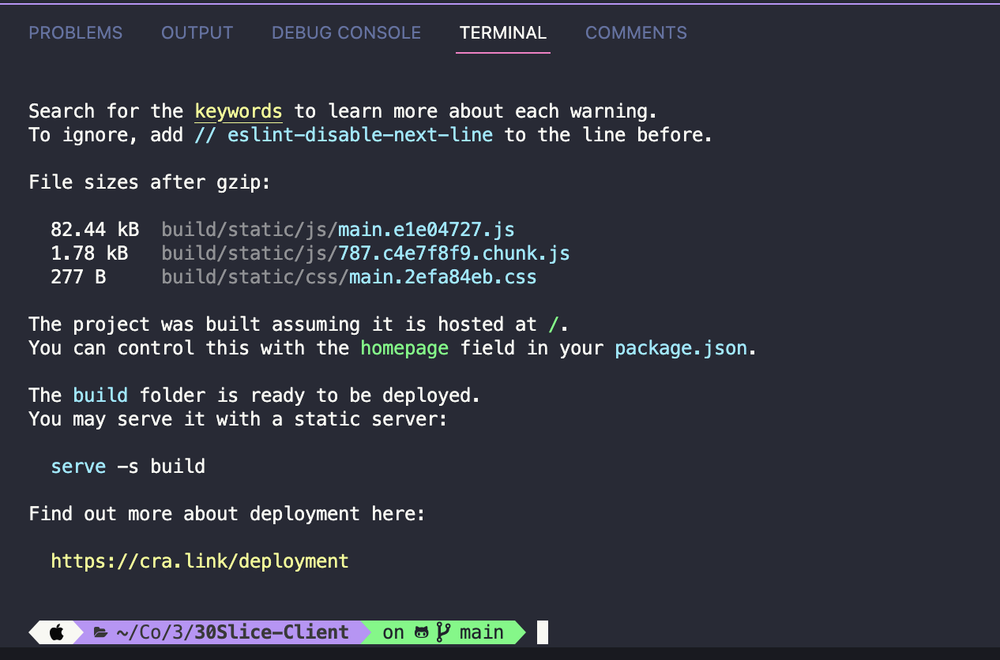 PROBLEMS OUTPUT DEBUG CONSOLE TERMINAL COMMENTS
Search for the keywords to learn more about each warning.
To ignore, add // eslint-disable-next-line to the line before.
File sizes after gzip:
82.44 kB build/static/js/main.e1e04727.js
1.78 kB build/static/js/787.c4e7f8f9.chunk.js
277 B build/static/css/main.2efa84eb.css
The project was built assuming it is hosted at /.
You can control this with the homepage field in your package.json.
The build folder is ready to be deployed.
You may serve it with a static server:
serve -s build
Find out more about deployment here:
https://cra.link/deployment
~/Co/3/30Slice-Client on main